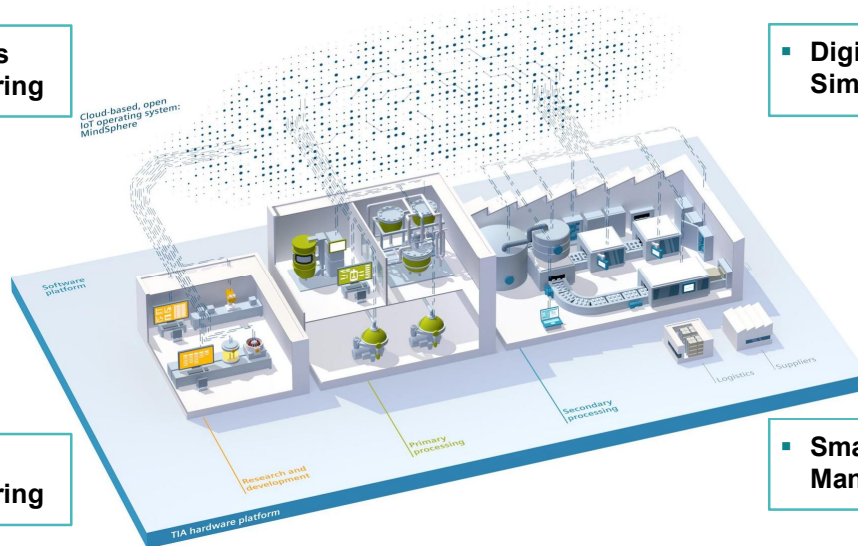 s
ring
▪ Digi
Sim
Cloud-based, open
IoT operating system:
MindSphere
Software
platform
Logistics
Suppliers
Secondary
processing
Primary
processing
Research and
development
ring
▪ Sma
Man
TIA hardware platform